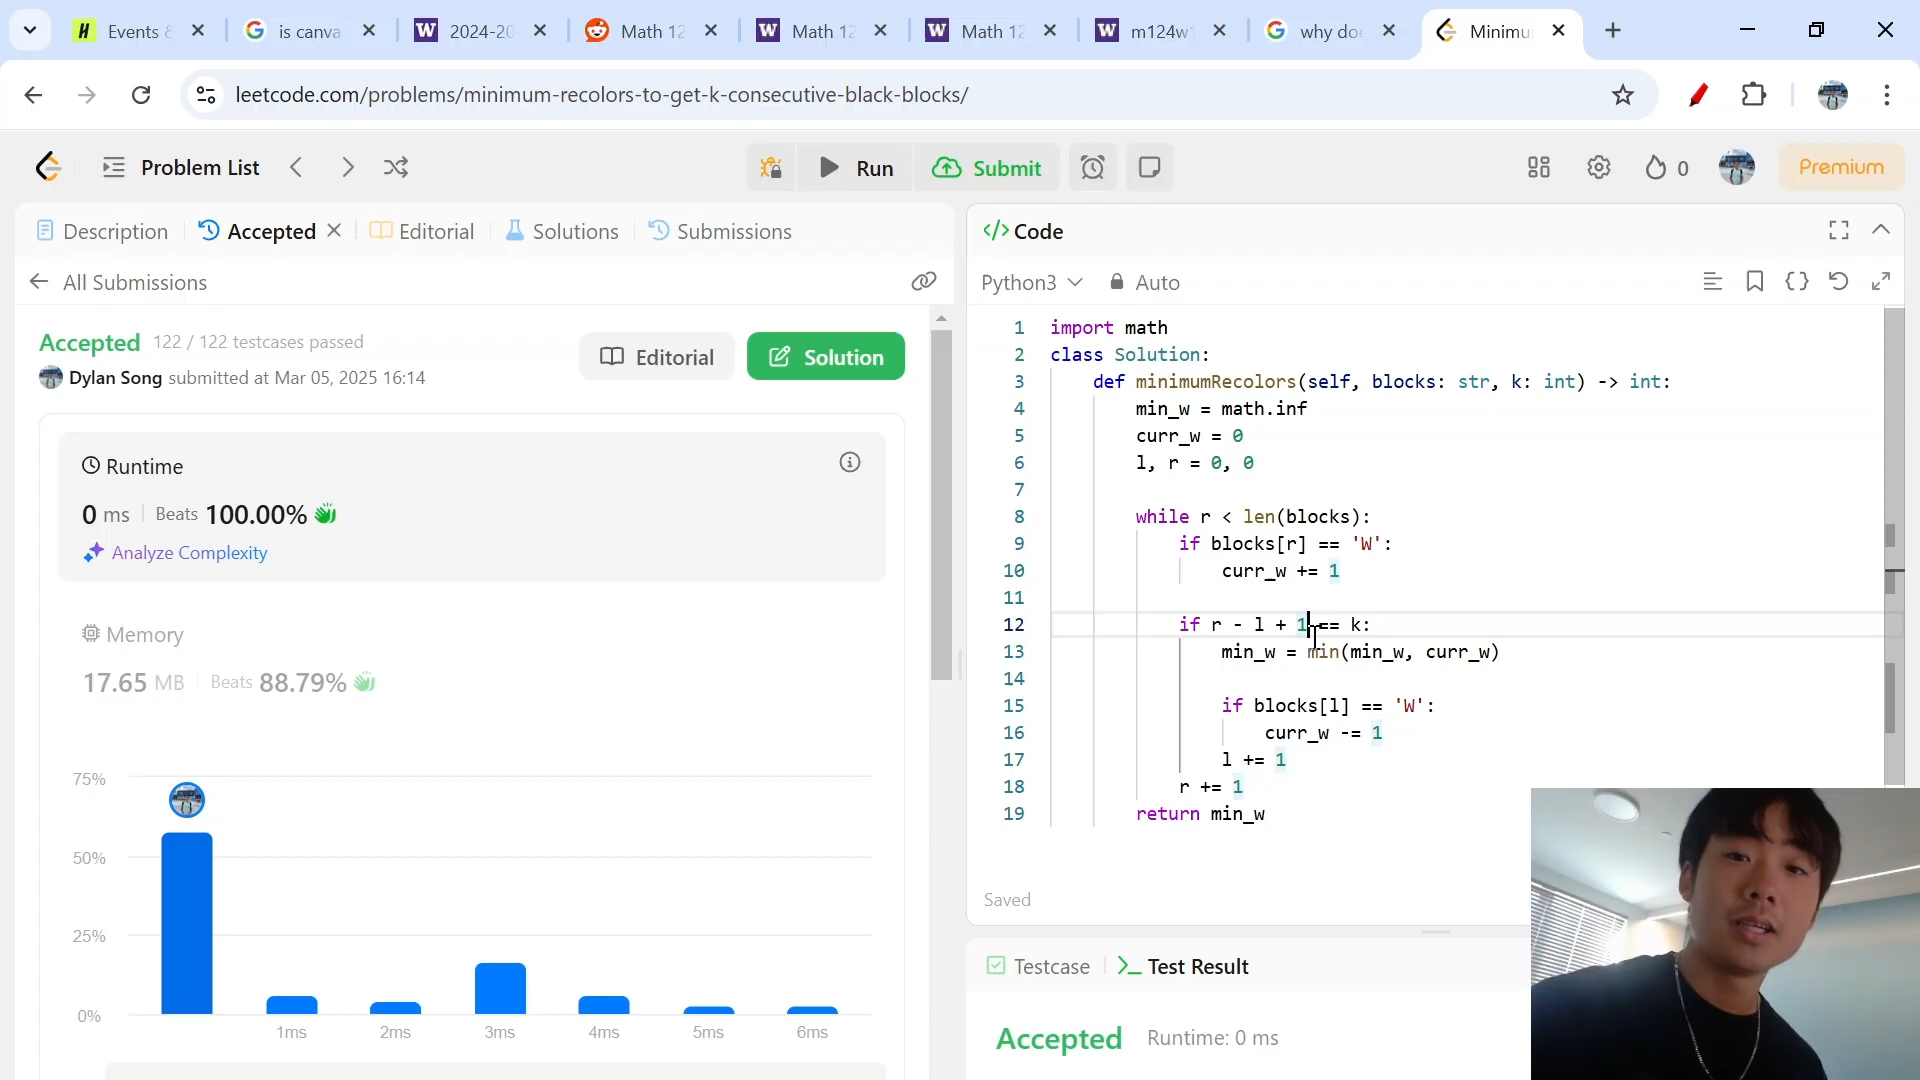 Events &
is canva
2024-20
Math 12
Math 12
Math 12
m124w1
why doe
Minimu
leetcode.com/problems/minimum-recolors-to-get-k-consecutive-black-blocks/
Problem List
Run
Submit
0
Premium
Description
Accepted
Editorial
Solutions
Submissions
All Submissions
Accepted 122 / 122 testcases passed
Dylan Song submitted at Mar 05, 2025 16:14
Editorial
Solution
Runtime
0 ms Beats 100.00%
Analyze Complexity
Memory
17.65 MB Beats 88.79%
75%
50%
25%
0%
1ms
2ms
3ms
4ms
5ms
6ms
</> Code
Python3
Auto
1 import math
2 class Solution:
3 def minimumRecolors(self, blocks: str, k: int) -> int:
4 min_w = math.inf
5 curr_w = 0
6 l, r = 0, 0
7
8 while r < len(blocks):
9 if blocks[r] == 'W':
10 curr_w += 1
11
12 if r - l + 1 == k:
13 min_w = min(min_w, curr_w)
14
15 if blocks[l] == 'W':
16 curr_w -= 1
17 l += 1
18 r += 1
19 return min_w
Saved
Testcase
Test Result
Accepted Runtime: 0 ms